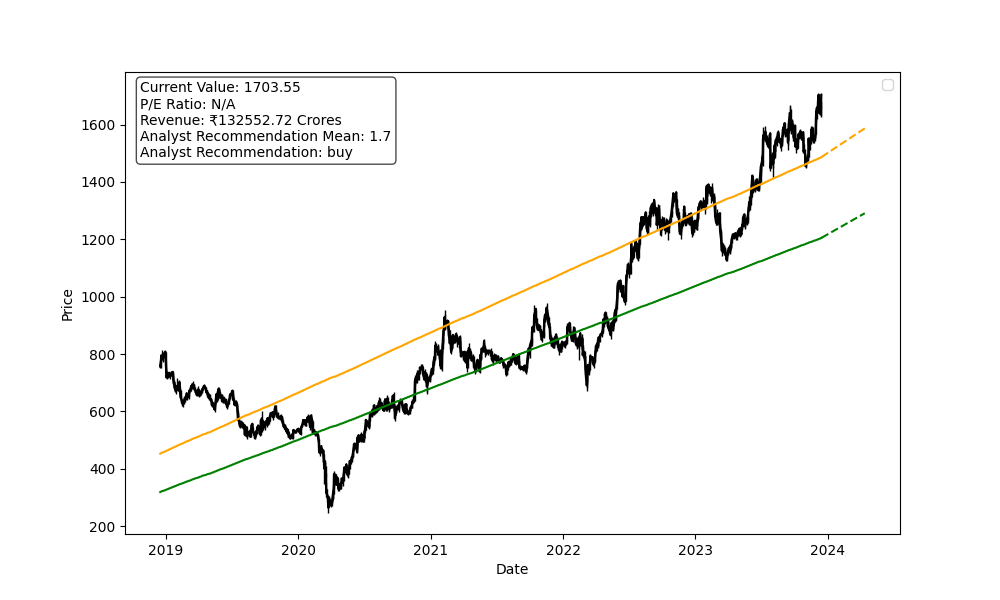 Current Value: 1703.55
P/E Ratio: N/A
Revenue: ₹132552.72 Crores
Analyst Recommendation Mean: 1.7
Analyst Recommendation: buy
1600
1400
1200
1000
800
600
400
200
Price
2019 2020 2021 2022 2023 2024
Date